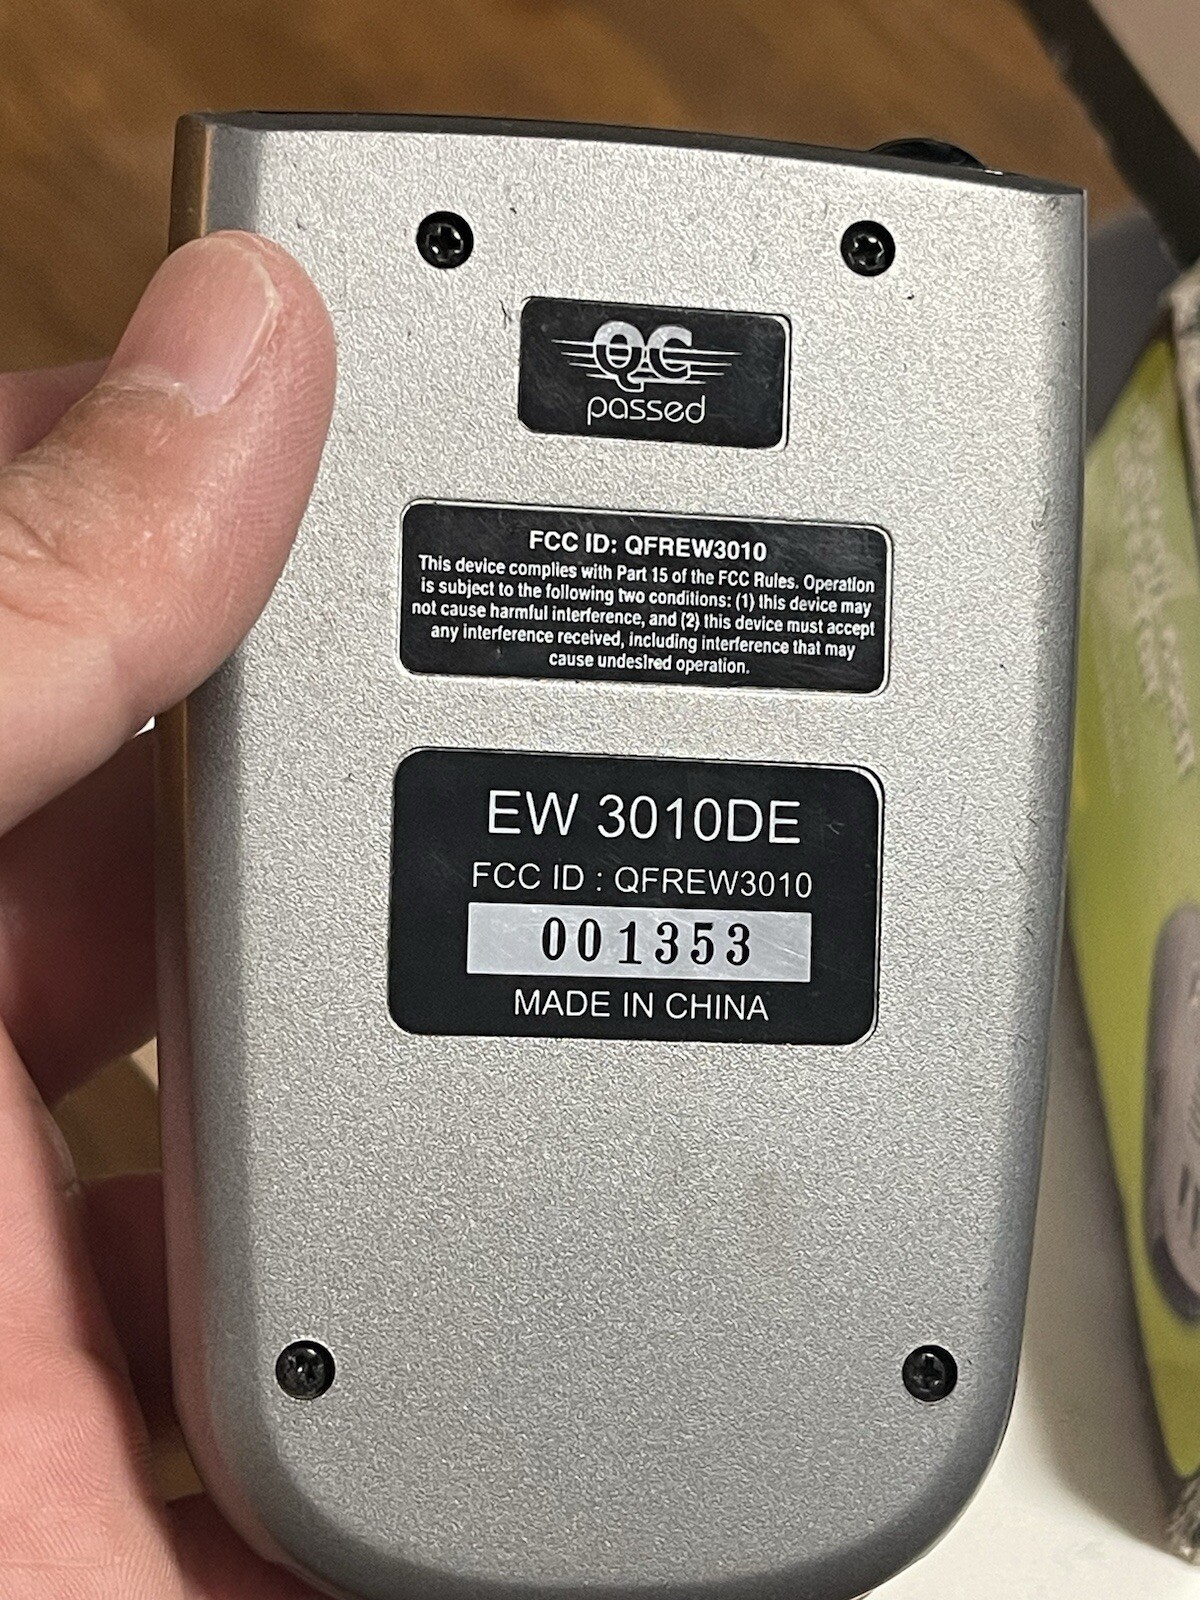 QC
passed
FCC ID: QFREW3010
This device complies with Part 15 of the FCC Rules. Operation
is subject to the following two conditions: (1) this device may
not cause harmful interference, and (2) this device must accept
any interference received, including interference that may
cause undesired operation.
EW 3010DE
FCC ID : QFREW3010
001353
MADE IN CHINA